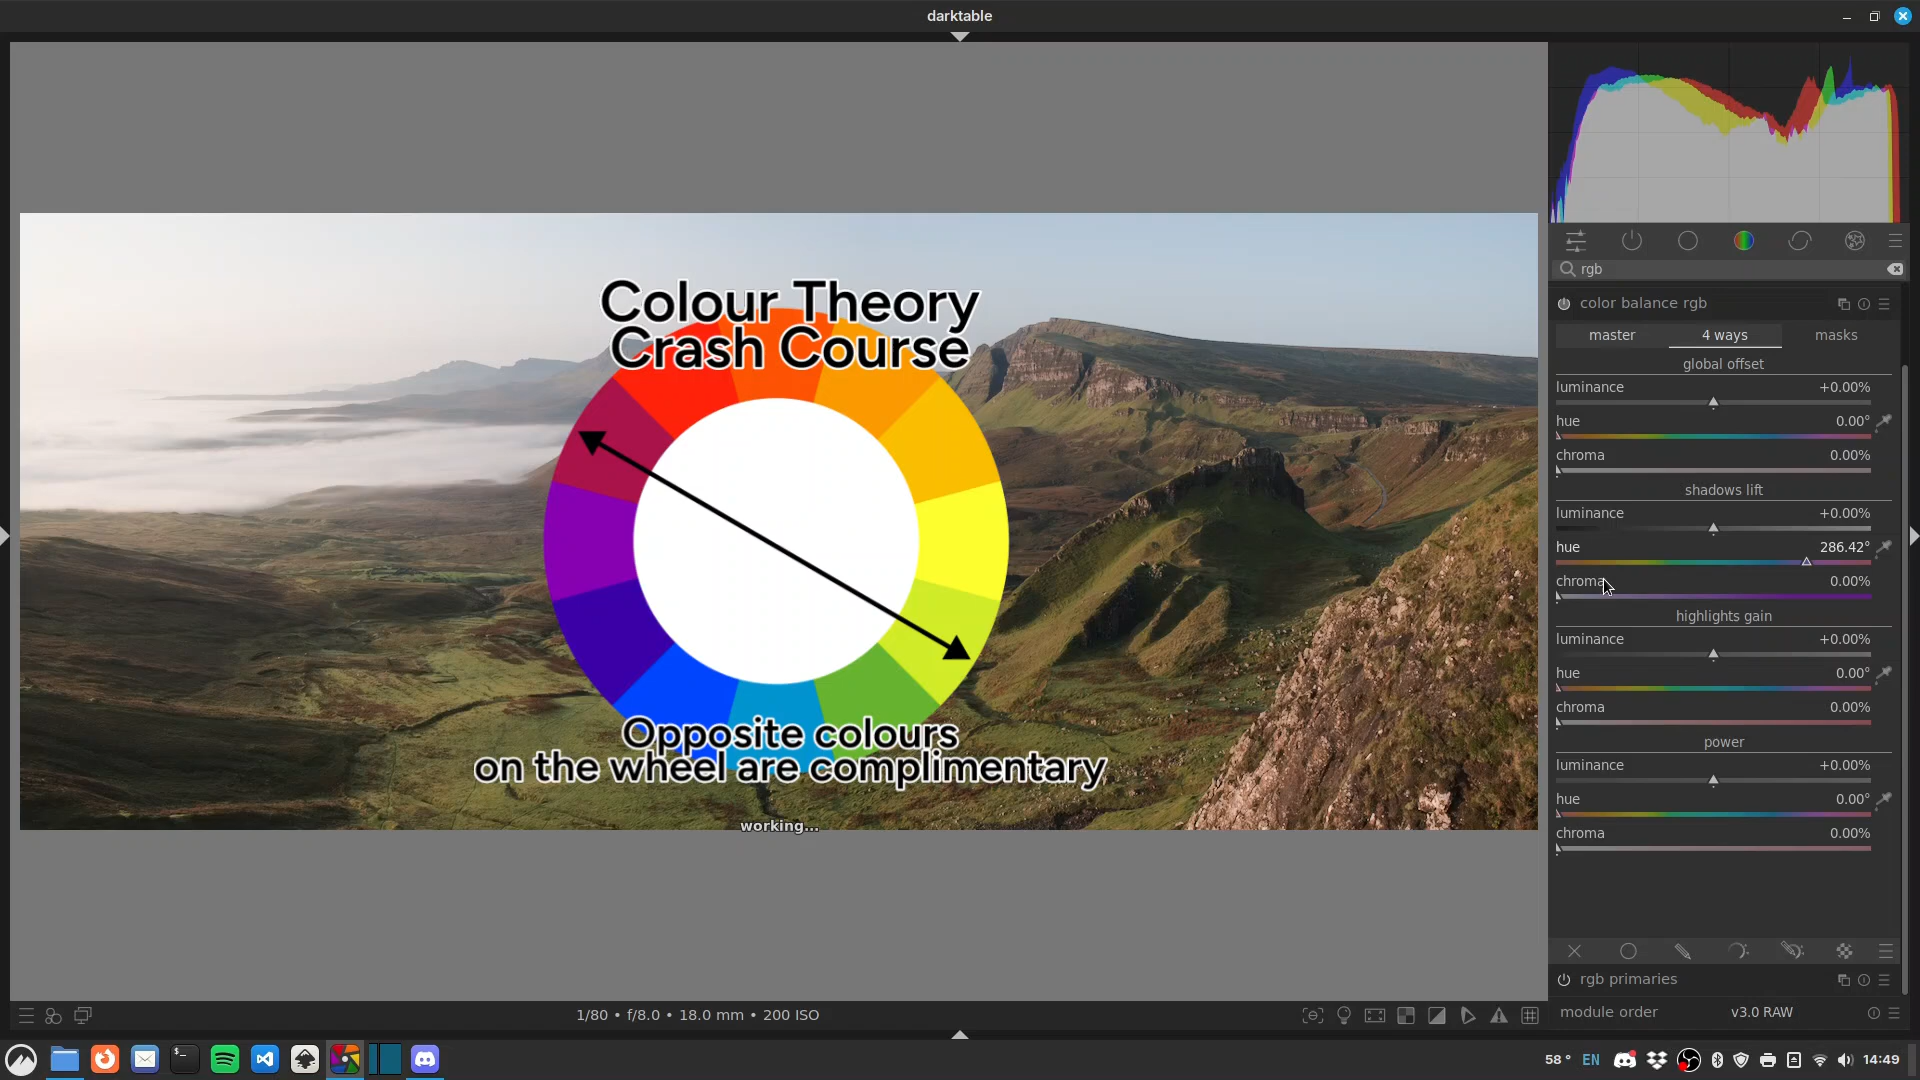 darktable
Colour Theory
Crash Course
Opposite colours
on the wheel are complimentary
working...
1/80 • f/8.0 • 18.0 mm • 200 ISO
rgb
color balance rgb
master 4 ways masks
global offset
luminance +0.00%
hue 0.00°
chroma 0.00%
shadows lift
luminance +0.00%
hue 286.42°
chroma 0.00%
highlights gain
luminance +0.00%
hue 0.00°
chroma 0.00%
power
luminance +0.00%
hue 0.00°
chroma 0.00%
rgb primaries
module order v3.0 RAW
58 ° EN 14:49